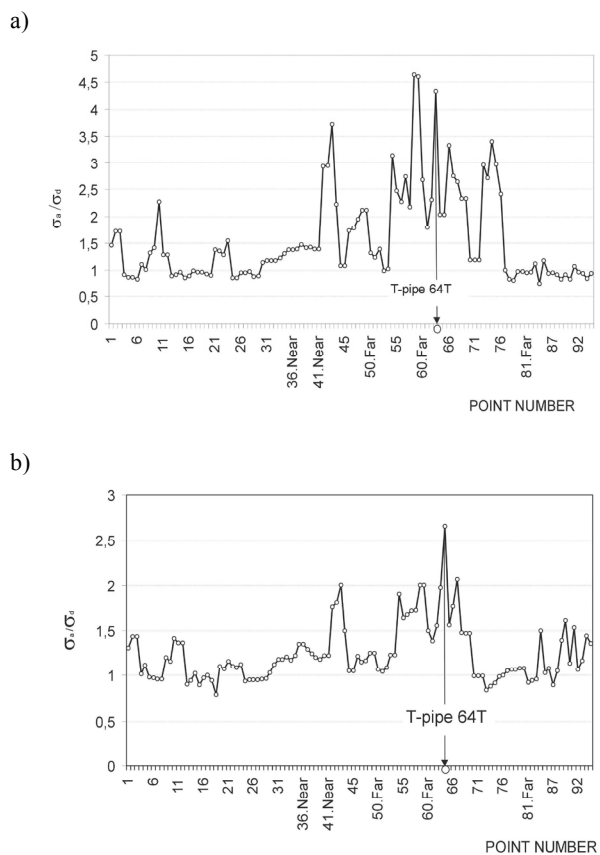 a)
5
4,5
4
3,5
3
2,5
2
1,5
1
0,5
0
σa/σd
T-pipe 64T
1
6
11
16
21
26
31
36.Near
41.Near
45
50.Far
55
60.Far
66
71
76
81.Far
87
92
POINT NUMBER
b)
3
2,5
2
1,5
1
0,5
0
σa/σd
T-pipe 64T
1
6
11
16
21
26
31
36.Near
41.Near
45
50.Far
55
60.Far
66
71
76
81.Far
87
92
POINT NUMBER